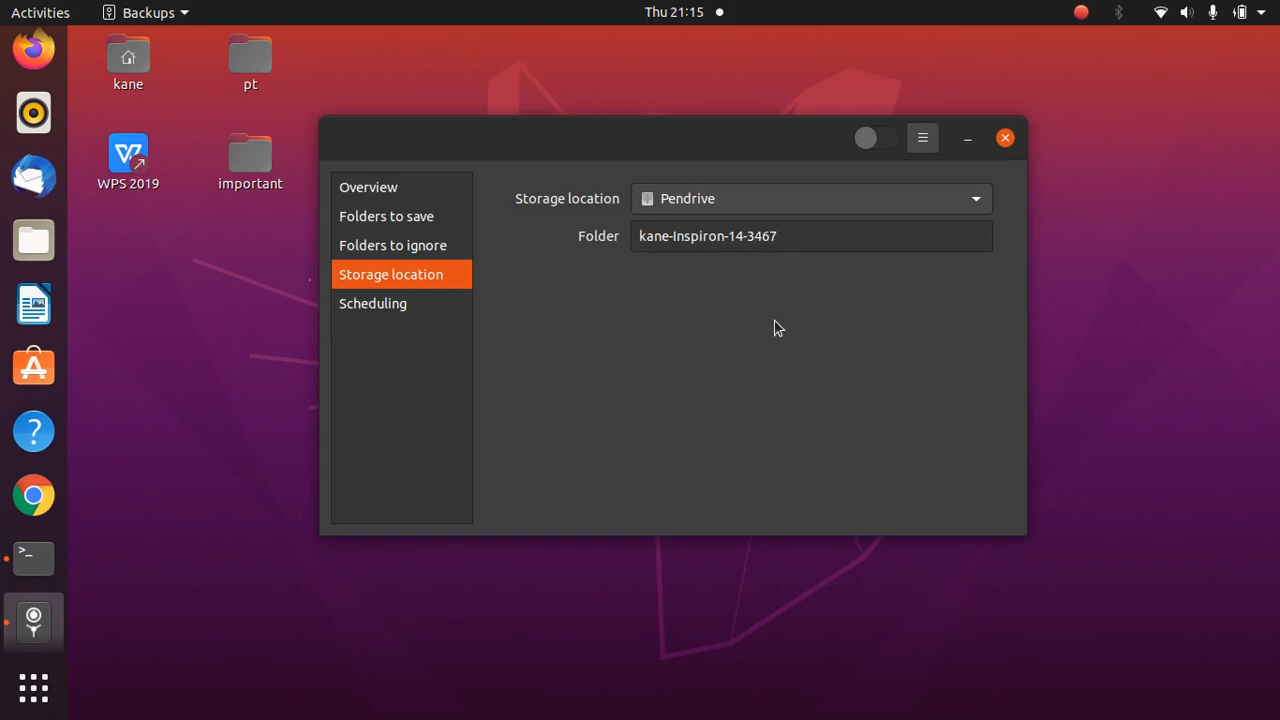 Activities
Backups
Thu 21:15
kane
pt
WPS 2019
important
Overview
Folders to save
Folders to ignore
Storage location
Scheduling
Storage location
Pendrive
Folder
kane-Inspiron-14-3467